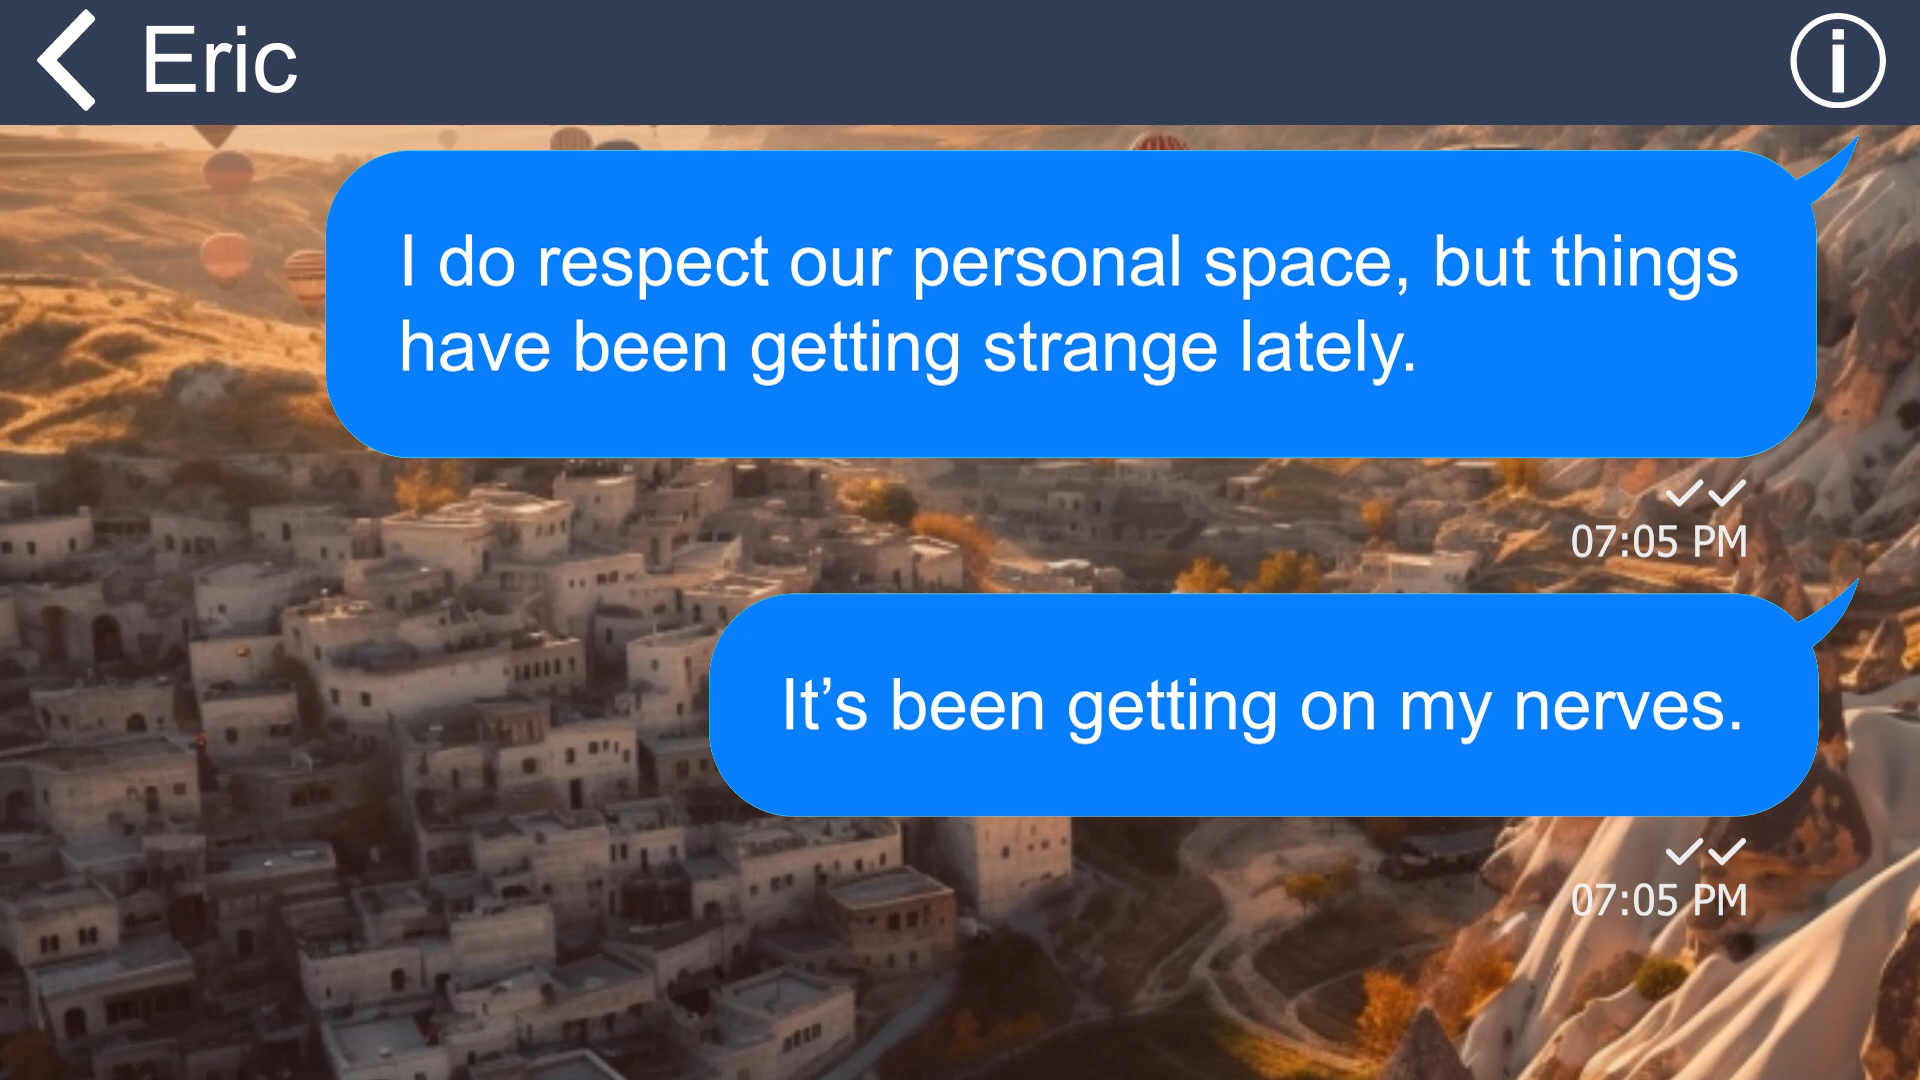 Eric
I do respect our personal space, but things
have been getting strange lately.
07:05 PM
It’s been getting on my nerves.
07:05 PM